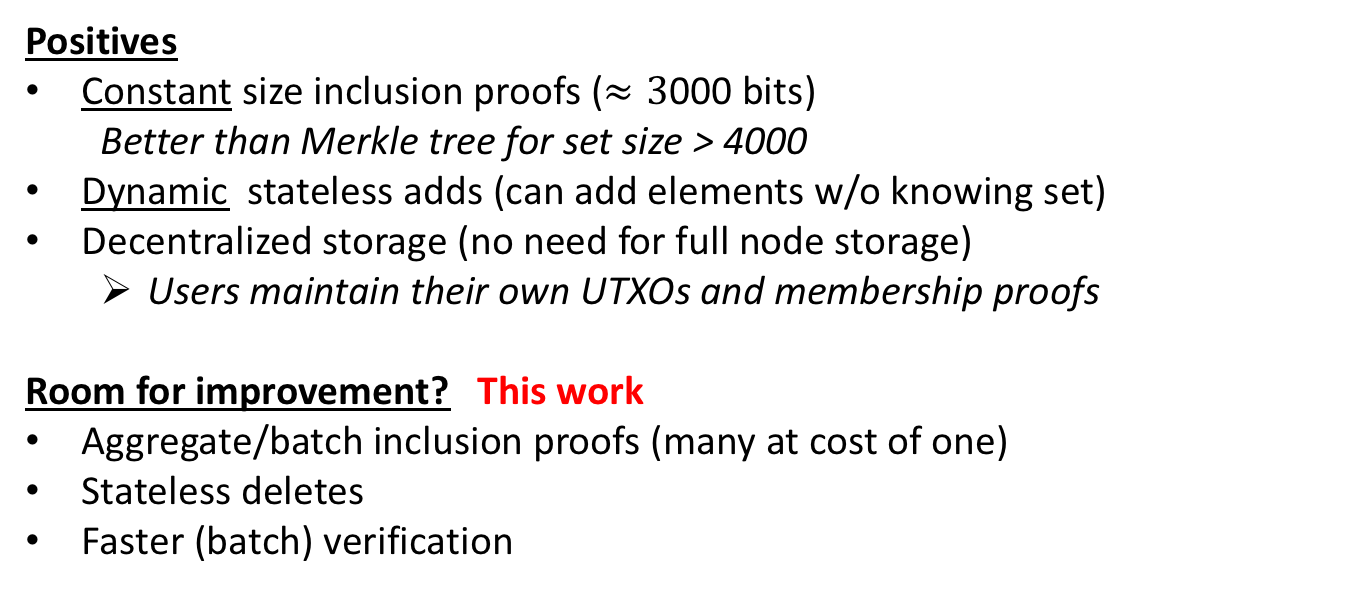 Positives
• Constant size inclusion proofs (≈ 3000 bits)
Better than Merkle tree for set size > 4000
• Dynamic stateless adds (can add elements w/o knowing set)
• Decentralized storage (no need for full node storage)
➢ Users maintain their own UTXOs and membership proofs
Room for improvement? This work
• Aggregate/batch inclusion proofs (many at cost of one)
• Stateless deletes
• Faster (batch) verification